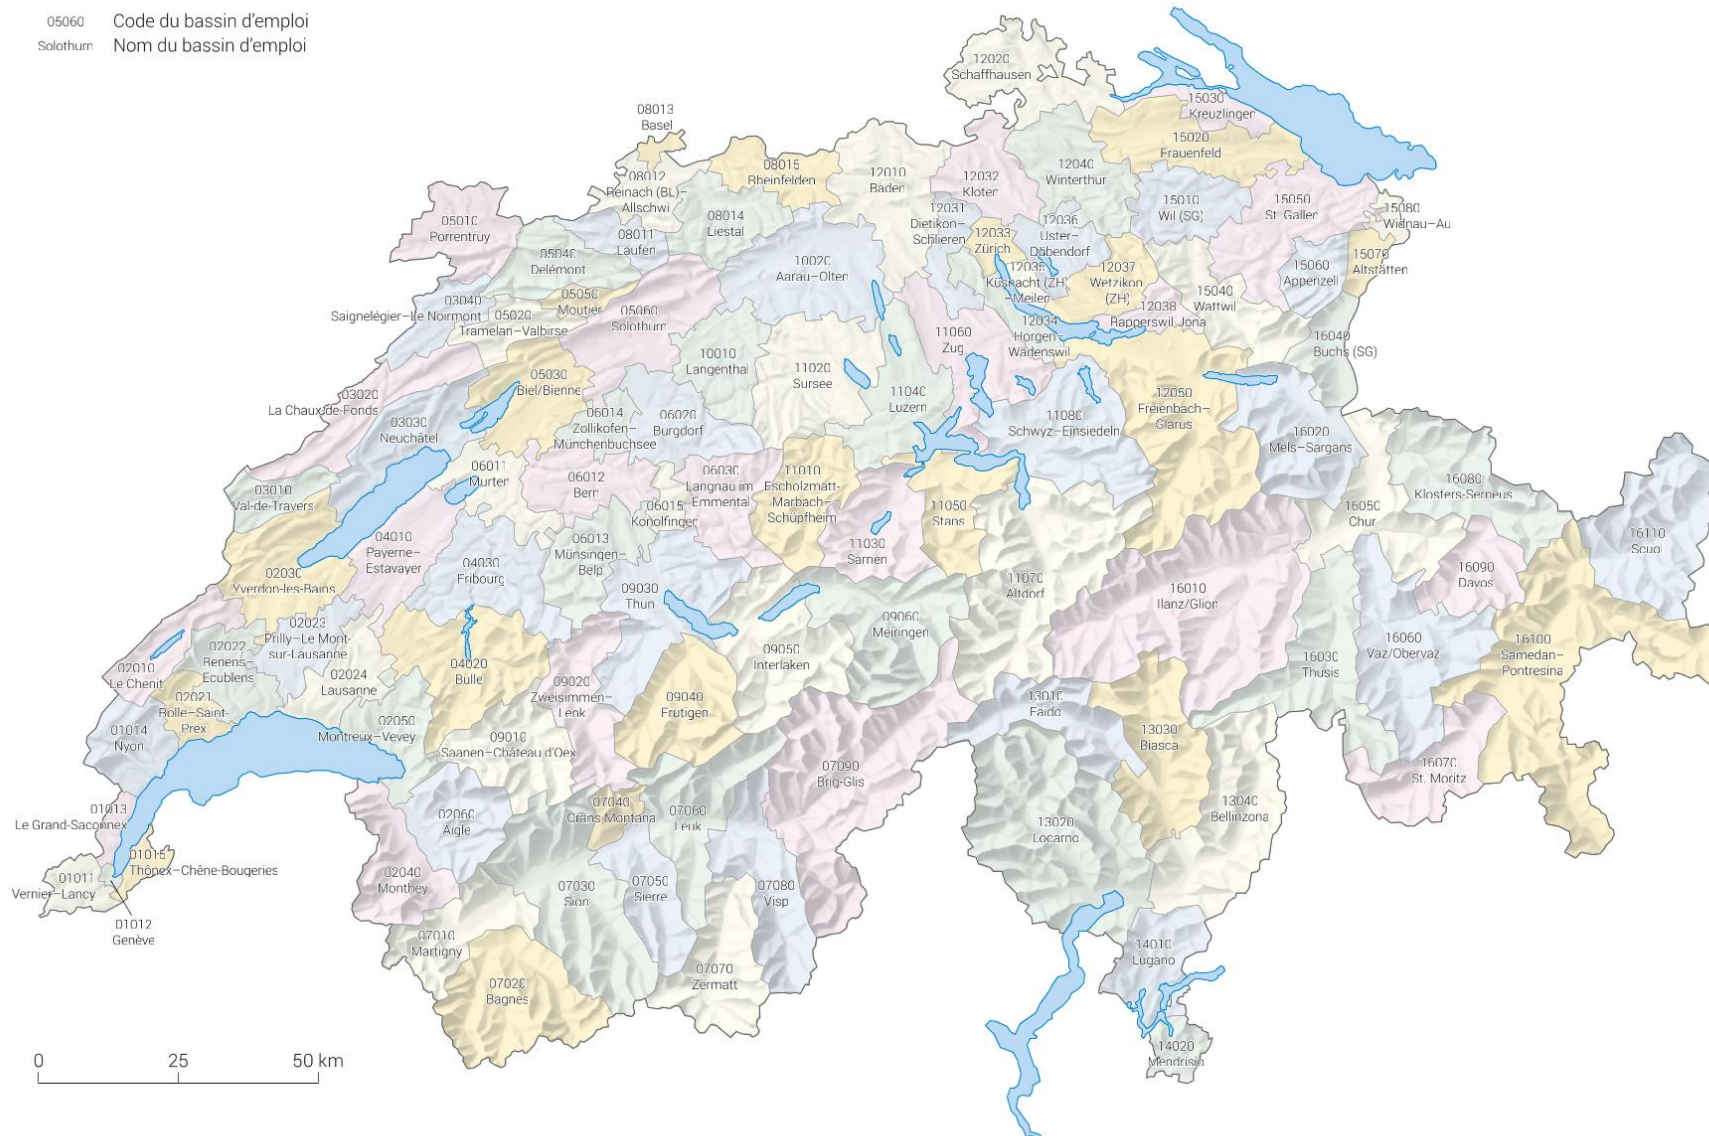 05060 Code du bassin d'emploi
Solothurn Nom du bassin d'emploi
12020
Schaffhausen
15030
Kreuzlingen
08013
Basel
15020
Frauenfeld
08015
Rheinfelden
12010
Baden
12032
Kloten
12040
Winterthur
08012
Reinach (BL)–
Allschwi
15010
Wil (SG)
15050
St. Gallen
15080
Widnau–Au
05010
Porrentruy
08014
Liestal
12031
Dietikon–
Schlieren
12036
Uster–
Dübendorf
08011
Laufen
12033
Zürich
05040
Delémont
10020
Aarau–Olten
15070
Altstätten
12035
Küsnacht (ZH)
–Meilen
12037
Wetzikon
(ZH)
15060
Appenzell
03040
Saignelégier–Le Noirmont
05050
Moutier
15040
Wattwil
05020
Tramelan–Valbirse
05060
Solothurn
12038
Rapperswil, Jona
12034
Horgen–
Wädenswil
11060
Zug
16040
Buchs (SG)
10010
Langenthal
11020
Sursee
05030
Biel/Bienne
11040
Luzern
12050
Freienbach–
Glarus
03020
La Chaux-de-Fonds
03030
Neuchâtel
06014
Zollikofen–
Münchenbuchsee
06020
Burgdorf
11080
Schwyz–Einsiedeln
16020
Mels–Sargans
06011
Murten
06012
Bern
06030
Langnau im
Emmental
11010
Escholzmatt-
Marbach–
Schüpfheim
16080
Klosters-Serneus
03010
Val-de-Travers
06015
Konolfingen
11050
Stans
16050
Chur
04010
Payerne–
Estavayer
06013
Münsingen–
Belp
11030
Sarnen
16110
Scuol
02030
Yverdon-les-Bains
04030
Fribourg
09030
Thun
11070
Altdorf
16010
Ilanz/Glion
16090
Davos
02023
Prilly–Le Mont-
sur-Lausanne
09060
Meiringen
02022
Renens–
Ecublens
16060
Vaz/Obervaz
16100
Samedan–
Pontresina
02010
Le Chenit
02024
Lausanne
04020
Bulle
09050
Interlaken
16030
Thusis
02021
Rolle–Saint-
Prex
09020
Zweisimmen–
Lenk
09040
Frutigen
13010
Faido
01014
Nyon
02050
Montreux–Vevey
09010
Saanen–Château d'Oex
13030
Biasca
16070
St. Moritz
07090
Brig-Glis
01013
Le Grand-Saconnex
02060
Aigle
07040
Crans Montana
07060
Leuk
13040
Bellinzona
13020
Locarno
01015
Thônex–Chêne-Bougeries
02040
Monthey
01011
Vernier–Lancy
07030
Sion
07050
Sierre
07080
Visp
01012
Genève
07010
Martigny
14010
Lugano
07020
Bagnes
07070
Zermatt
14020
Mendrisio
0 25 50 km